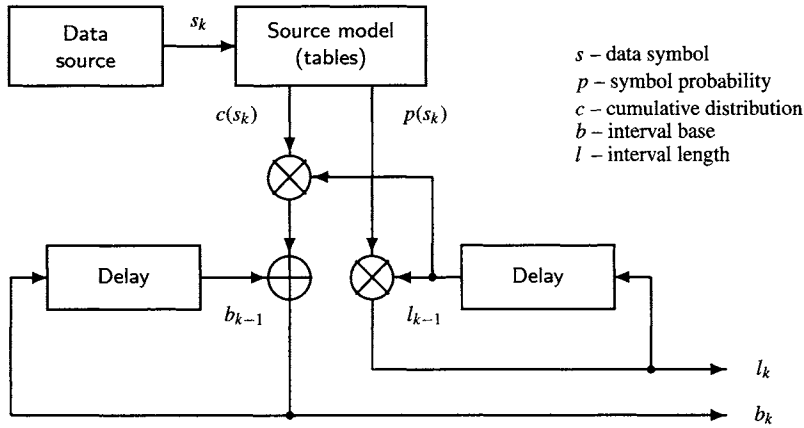 Data
source
s_k
Source model
(tables)
s – data symbol
p – symbol probability
c – cumulative distribution
b – interval base
l – interval length
c(s_k)
p(s_k)
Delay
Delay
b_{k−1}
l_{k−1}
l_k
b_k